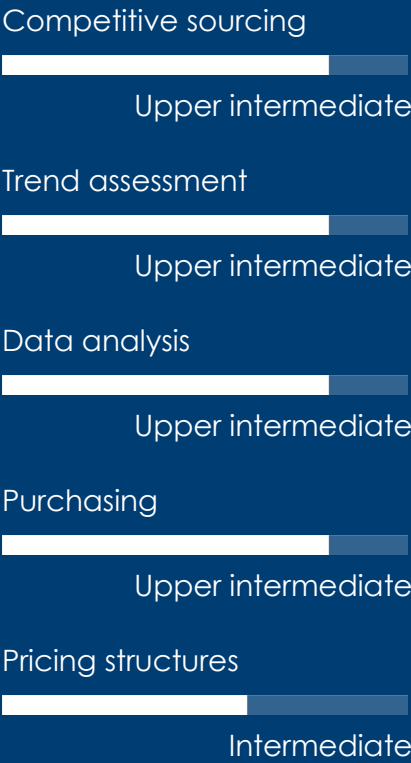 Competitive sourcing
Upper intermediate
Trend assessment
Upper intermediate
Data analysis
Upper intermediate
Purchasing
Upper intermediate
Pricing structures
Intermediate